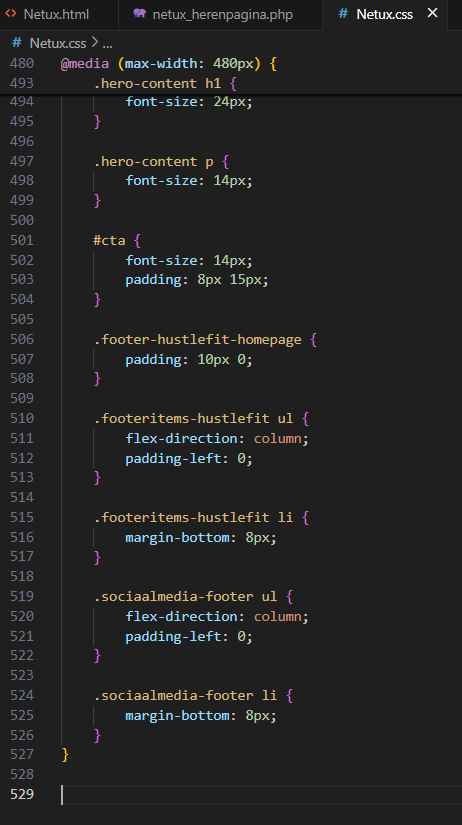 <> Netux.html
netux_herenpagina.php
# Netux.css ×
# Netux.css > ...
480 @media (max-width: 480px) {
493 .hero-content h1 {
494 font-size: 24px;
495 }
496
497 .hero-content p {
498 font-size: 14px;
499 }
500
501 #cta {
502 font-size: 14px;
503 padding: 8px 15px;
504 }
505
506 .footer-hustlefit-homepage {
507 padding: 10px 0;
508 }
509
510 .footeritems-hustlefit ul {
511 flex-direction: column;
512 padding-left: 0;
513 }
514
515 .footeritems-hustlefit li {
516 margin-bottom: 8px;
517 }
518
519 .sociaalmedia-footer ul {
520 flex-direction: column;
521 padding-left: 0;
522 }
523
524 .sociaalmedia-footer li {
525 margin-bottom: 8px;
526 }
527 }
528
529